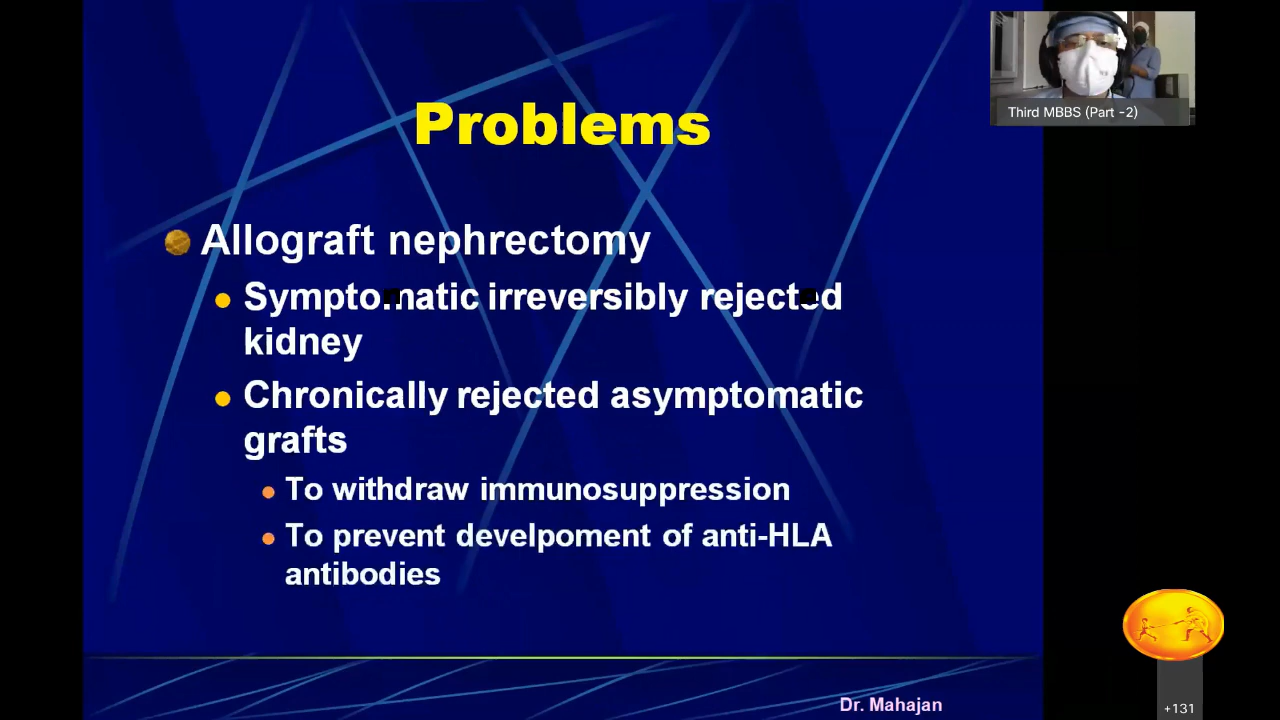 Problems
Allograft nephrectomy
Symptomatic irreversibly rejected
kidney
Chronically rejected asymptomatic
grafts
To withdraw immunosuppression
To prevent develpoment of anti-HLA
antibodies
Dr. Mahajan
Third MBBS (Part -2)
+131